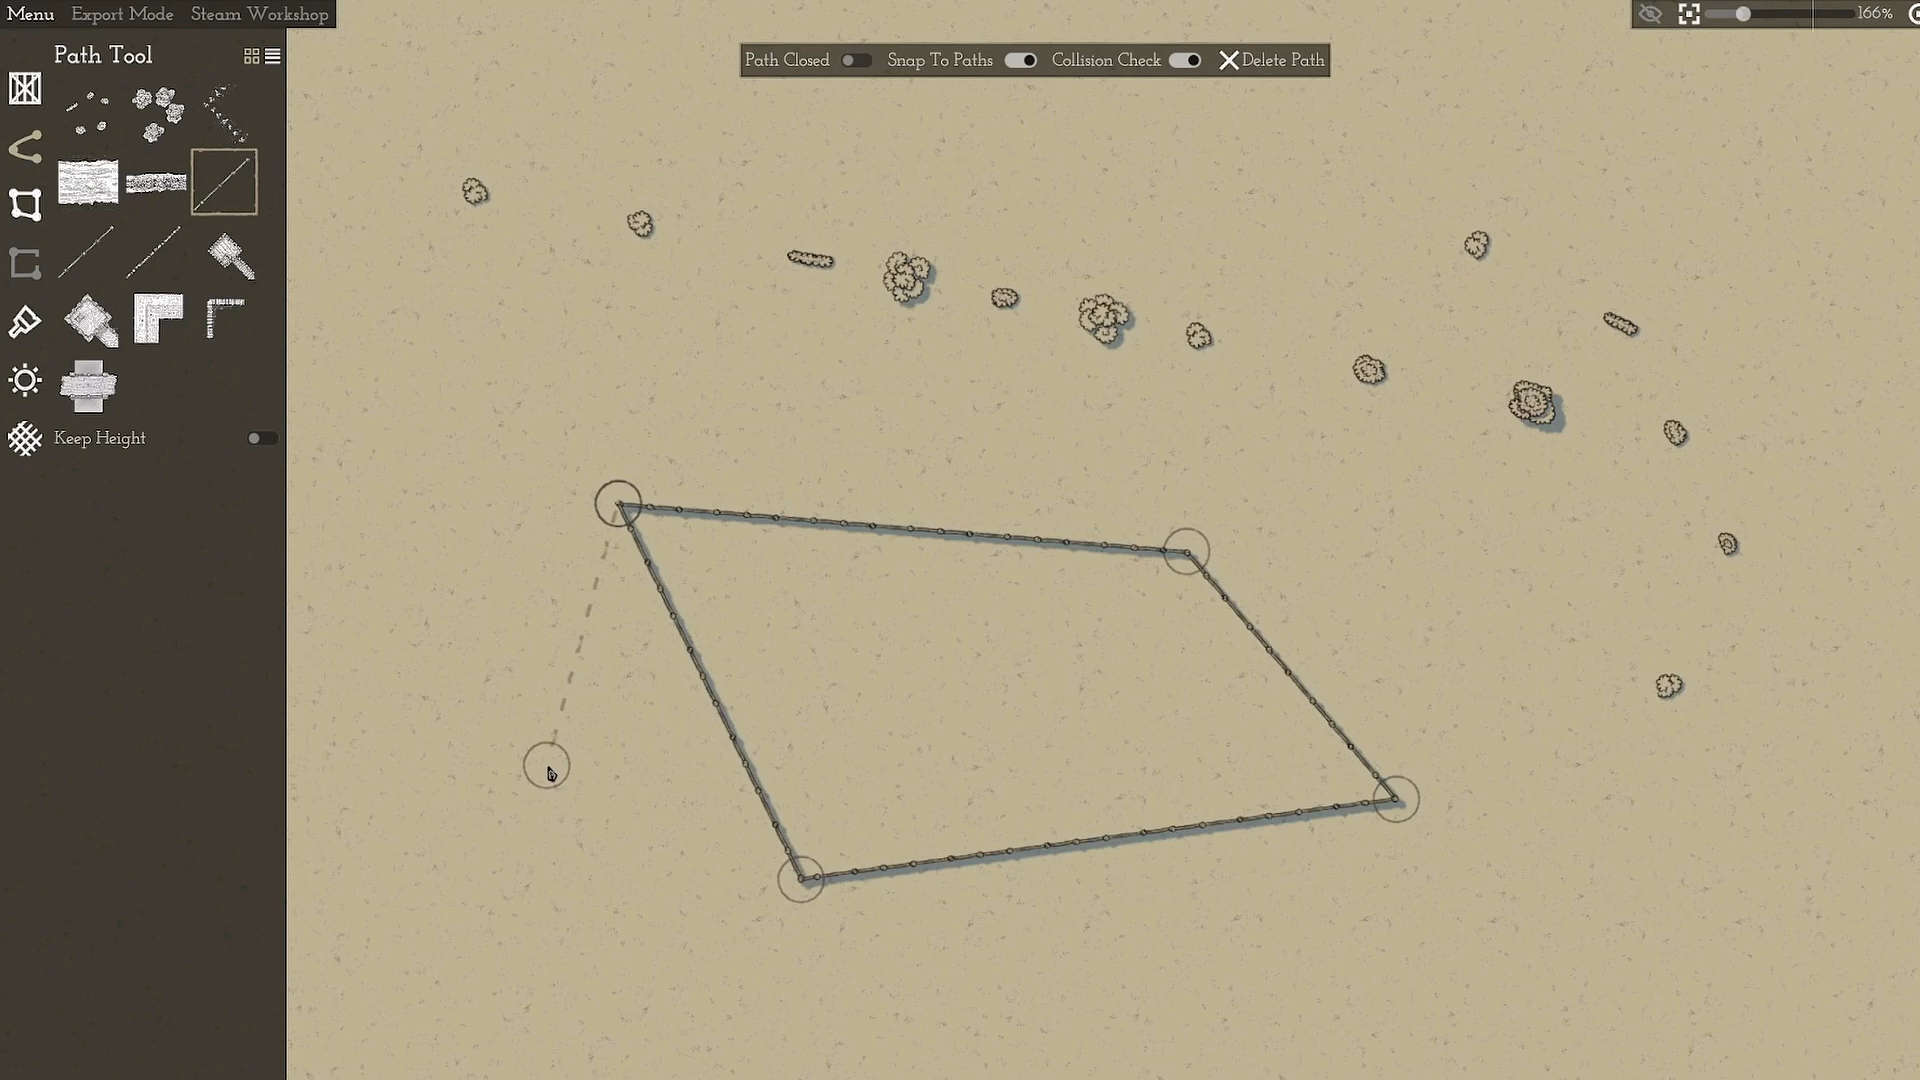 Menu Export Mode Steam Workshop
166%
Path Tool
Path Closed Snap To Paths Collision Check Delete Path
Keep Height